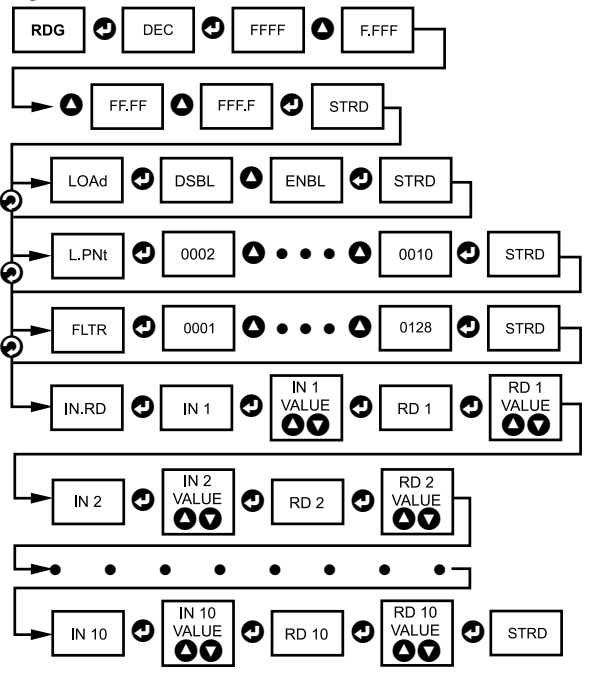 RDG DEC FFFF F.FFF
FF.FF FFF.F STRD
LOAd DSBL ENBL STRD
L.PNt 0002 0010 STRD
FLTR 0001 0128 STRD
IN.RD IN 1 IN 1 VALUE RD 1 RD 1 VALUE
IN 2 IN 2 VALUE RD 2 RD 2 VALUE
IN 10 IN 10 VALUE RD 10 RD 10 VALUE STRD